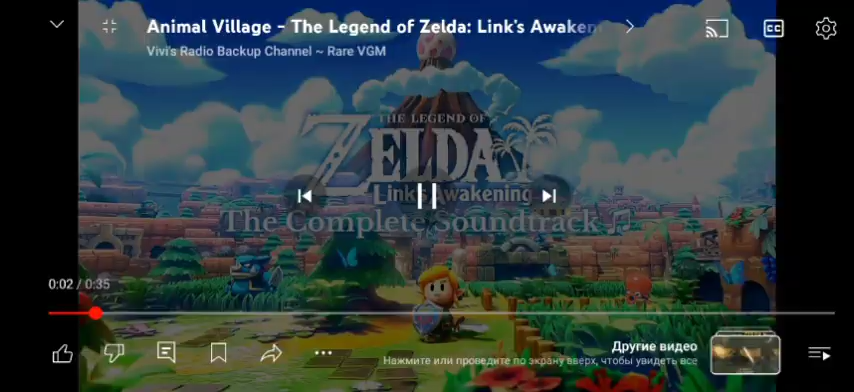 Animal Village - The Legend of Zelda: Link's Awaken
Vivi's Radio Backup Channel ~ Rare VGM
CC
THE LEGEND OF
ZELDA
Link's Awakening
The Complete Soundtrack ♫
0:02 / 0:35
Другие видео
Нажмите или проведите по экрану вверх, чтобы увидеть все